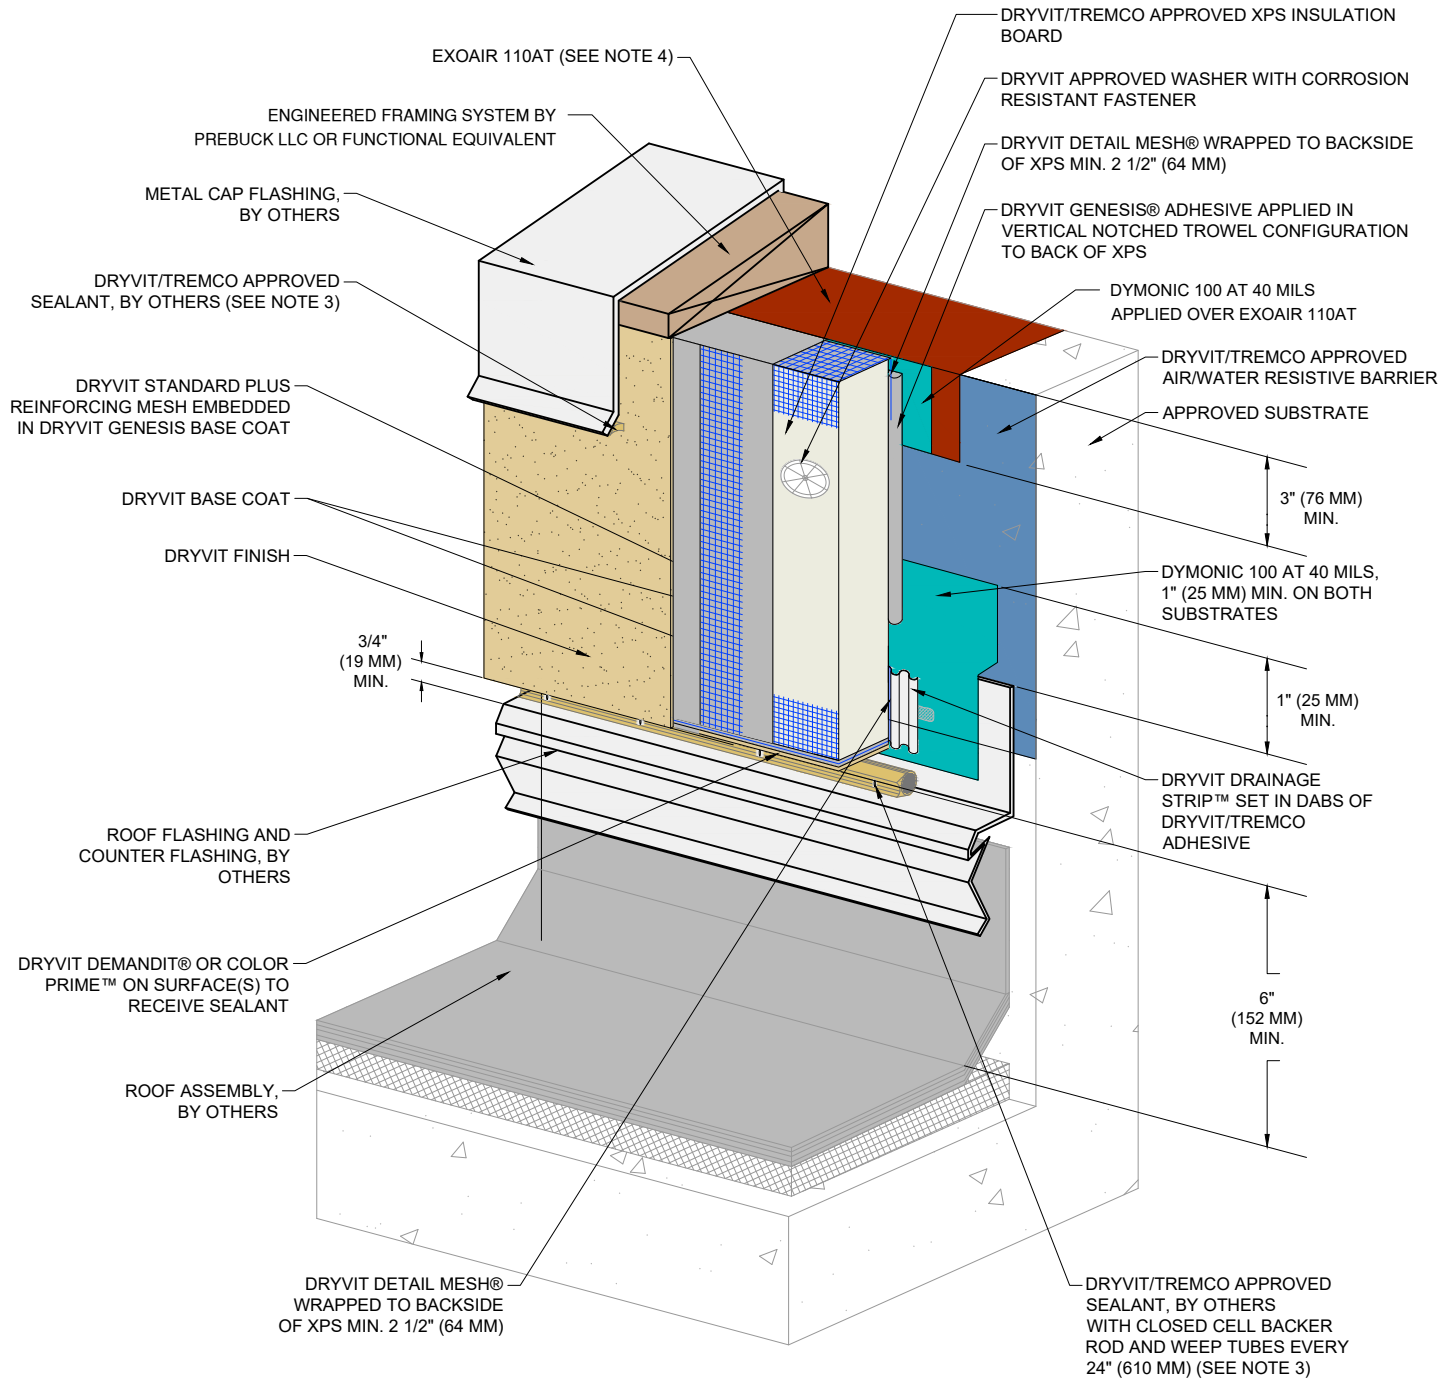 DRYVIT/TREMCO APPROVED XPS INSULATION
BOARD
EXOAIR 110AT (SEE NOTE 4)
DRYVIT APPROVED WASHER WITH CORROSION
RESISTANT FASTENER
ENGINEERED FRAMING SYSTEM BY
PREBUCK LLC OR FUNCTIONAL EQUIVALENT
DRYVIT DETAIL MESH® WRAPPED TO BACKSIDE
OF XPS MIN. 2 1/2" (64 MM)
METAL CAP FLASHING,
BY OTHERS
DRYVIT GENESIS® ADHESIVE APPLIED IN
VERTICAL NOTCHED TROWEL CONFIGURATION
TO BACK OF XPS
DRYVIT/TREMCO APPROVED
SEALANT, BY OTHERS (SEE NOTE 3)
DYMONIC 100 AT 40 MILS
APPLIED OVER EXOAIR 110AT
DRYVIT/TREMCO APPROVED
AIR/WATER RESISTIVE BARRIER
DRYVIT STANDARD PLUS
REINFORCING MESH EMBEDDED
IN DRYVIT GENESIS BASE COAT
APPROVED SUBSTRATE
DRYVIT BASE COAT
3" (76 MM)
MIN.
DRYVIT FINISH
DYMONIC 100 AT 40 MILS,
1" (25 MM) MIN. ON BOTH
SUBSTRATES
3/4"
(19 MM)
MIN.
1" (25 MM)
MIN.
DRYVIT DRAINAGE
STRIP™ SET IN DABS OF
DRYVIT/TREMCO
ADHESIVE
ROOF FLASHING AND
COUNTER FLASHING, BY
OTHERS
DRYVIT DEMANDIT® OR COLOR
PRIME™ ON SURFACE(S) TO
RECEIVE SEALANT
6"
(152 MM)
MIN.
ROOF ASSEMBLY,
BY OTHERS
DRYVIT DETAIL MESH®
WRAPPED TO BACKSIDE
OF XPS MIN. 2 1/2" (64 MM)
DRYVIT/TREMCO APPROVED
SEALANT, BY OTHERS
WITH CLOSED CELL BACKER
ROD AND WEEP TUBES EVERY
24" (610 MM) (SEE NOTE 3)